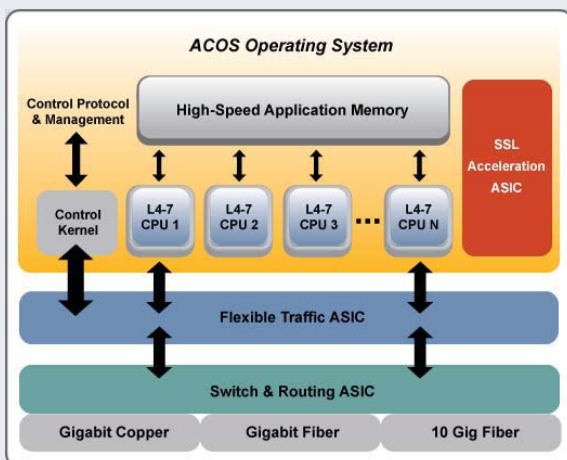 ACOS Operating System
Control Protocol
& Management
High-Speed Application Memory
SSL
Acceleration
ASIC
Control
Kernel
L4-7
CPU 1
L4-7
CPU 2
L4-7
CPU 3
...
L4-7
CPU N
Flexible Traffic ASIC
Switch & Routing ASIC
Gigabit Copper
Gigabit Fiber
10 Gig Fiber